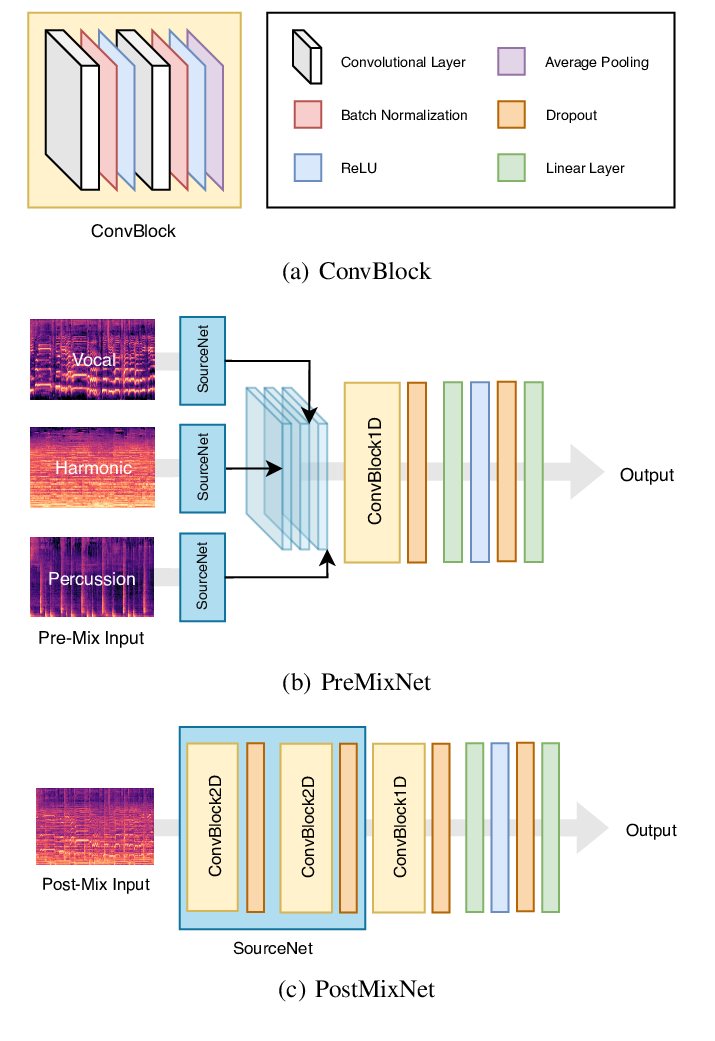 Convolutional Layer
Average Pooling
Batch Normalization
Dropout
ReLU
Linear Layer
ConvBlock
(a) ConvBlock
Vocal
SourceNet
Harmonic
SourceNet
ConvBlock1D
Output
Percussion
SourceNet
Pre-Mix Input
(b) PreMixNet
ConvBlock2D
ConvBlock2D
ConvBlock1D
Output
Post-Mix Input
SourceNet
(c) PostMixNet